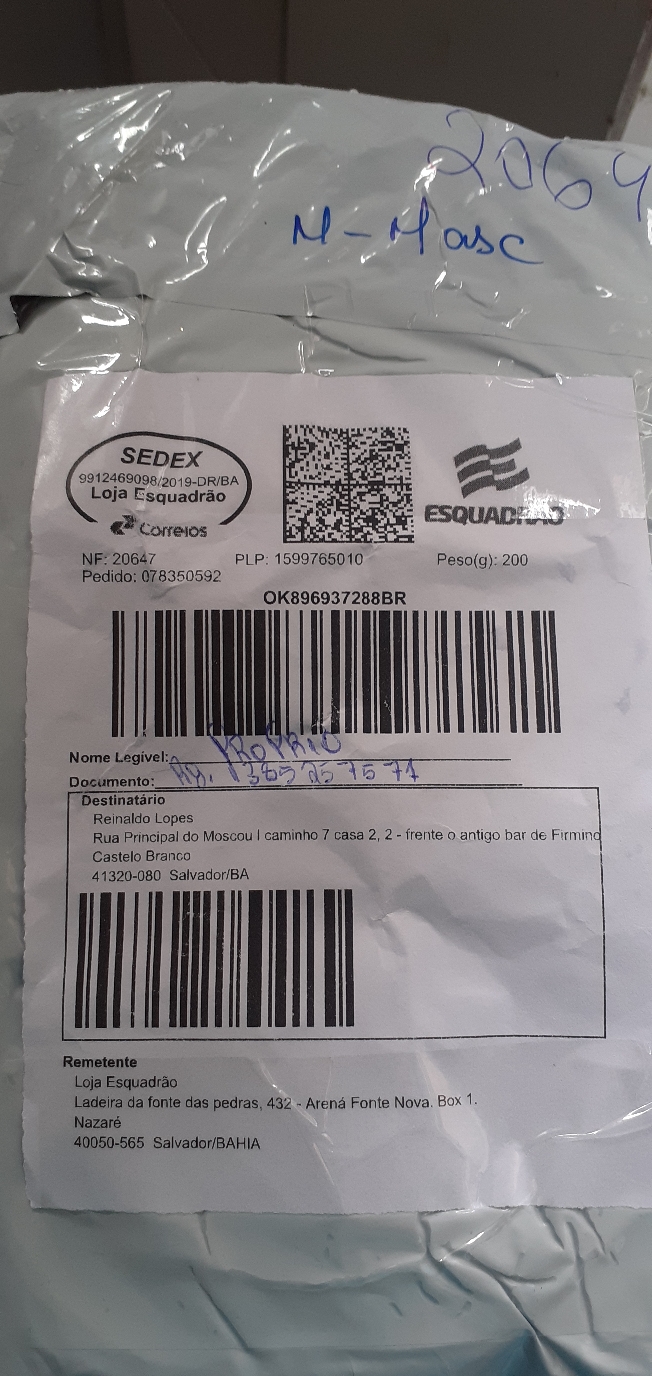 2064
M - Masc
SEDEX
9912469098/2019-DR/BA
Loja Esquadrão
Correios
ESQUADRÃO
NF: 20647 PLP: 1599765010 Peso(g): 200
Pedido: 078350592
OK896937288BR
Nome Legível: PROPRIO
Documento: Rg. 1385257571
Destinatário
Reinaldo Lopes
Rua Principal do Moscou I caminho 7 casa 2, 2 - frente o antigo bar de Firmino
Castelo Branco
41320-080 Salvador/BA
Remetente
Loja Esquadrão
Ladeira da fonte das pedras, 432 - Arená Fonte Nova. Box 1.
Nazaré
40050-565 Salvador/BAHIA